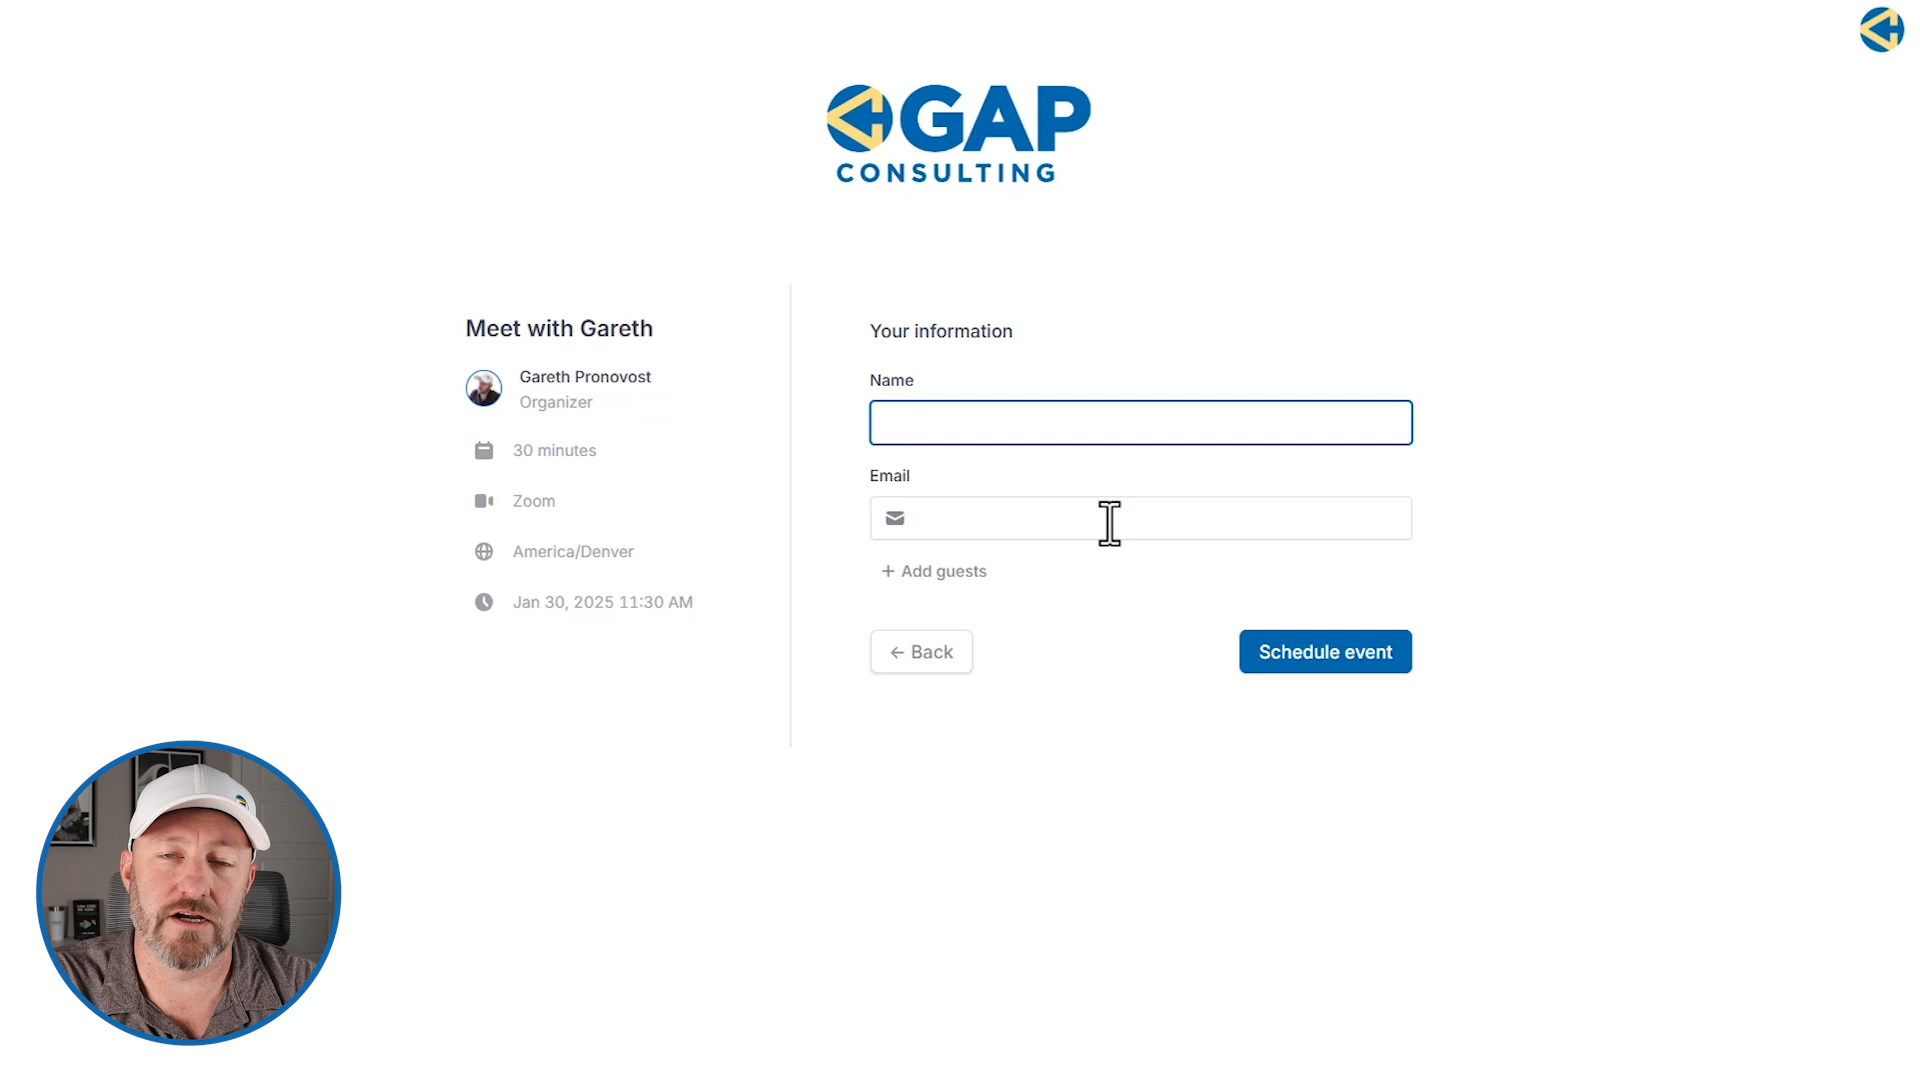 GAP
CONSULTING
Meet with Gareth
Gareth Pronovost
Organizer
30 minutes
Zoom
America/Denver
Jan 30, 2025 11:30 AM
Your information
Name
Email
+ Add guests
← Back
Schedule event